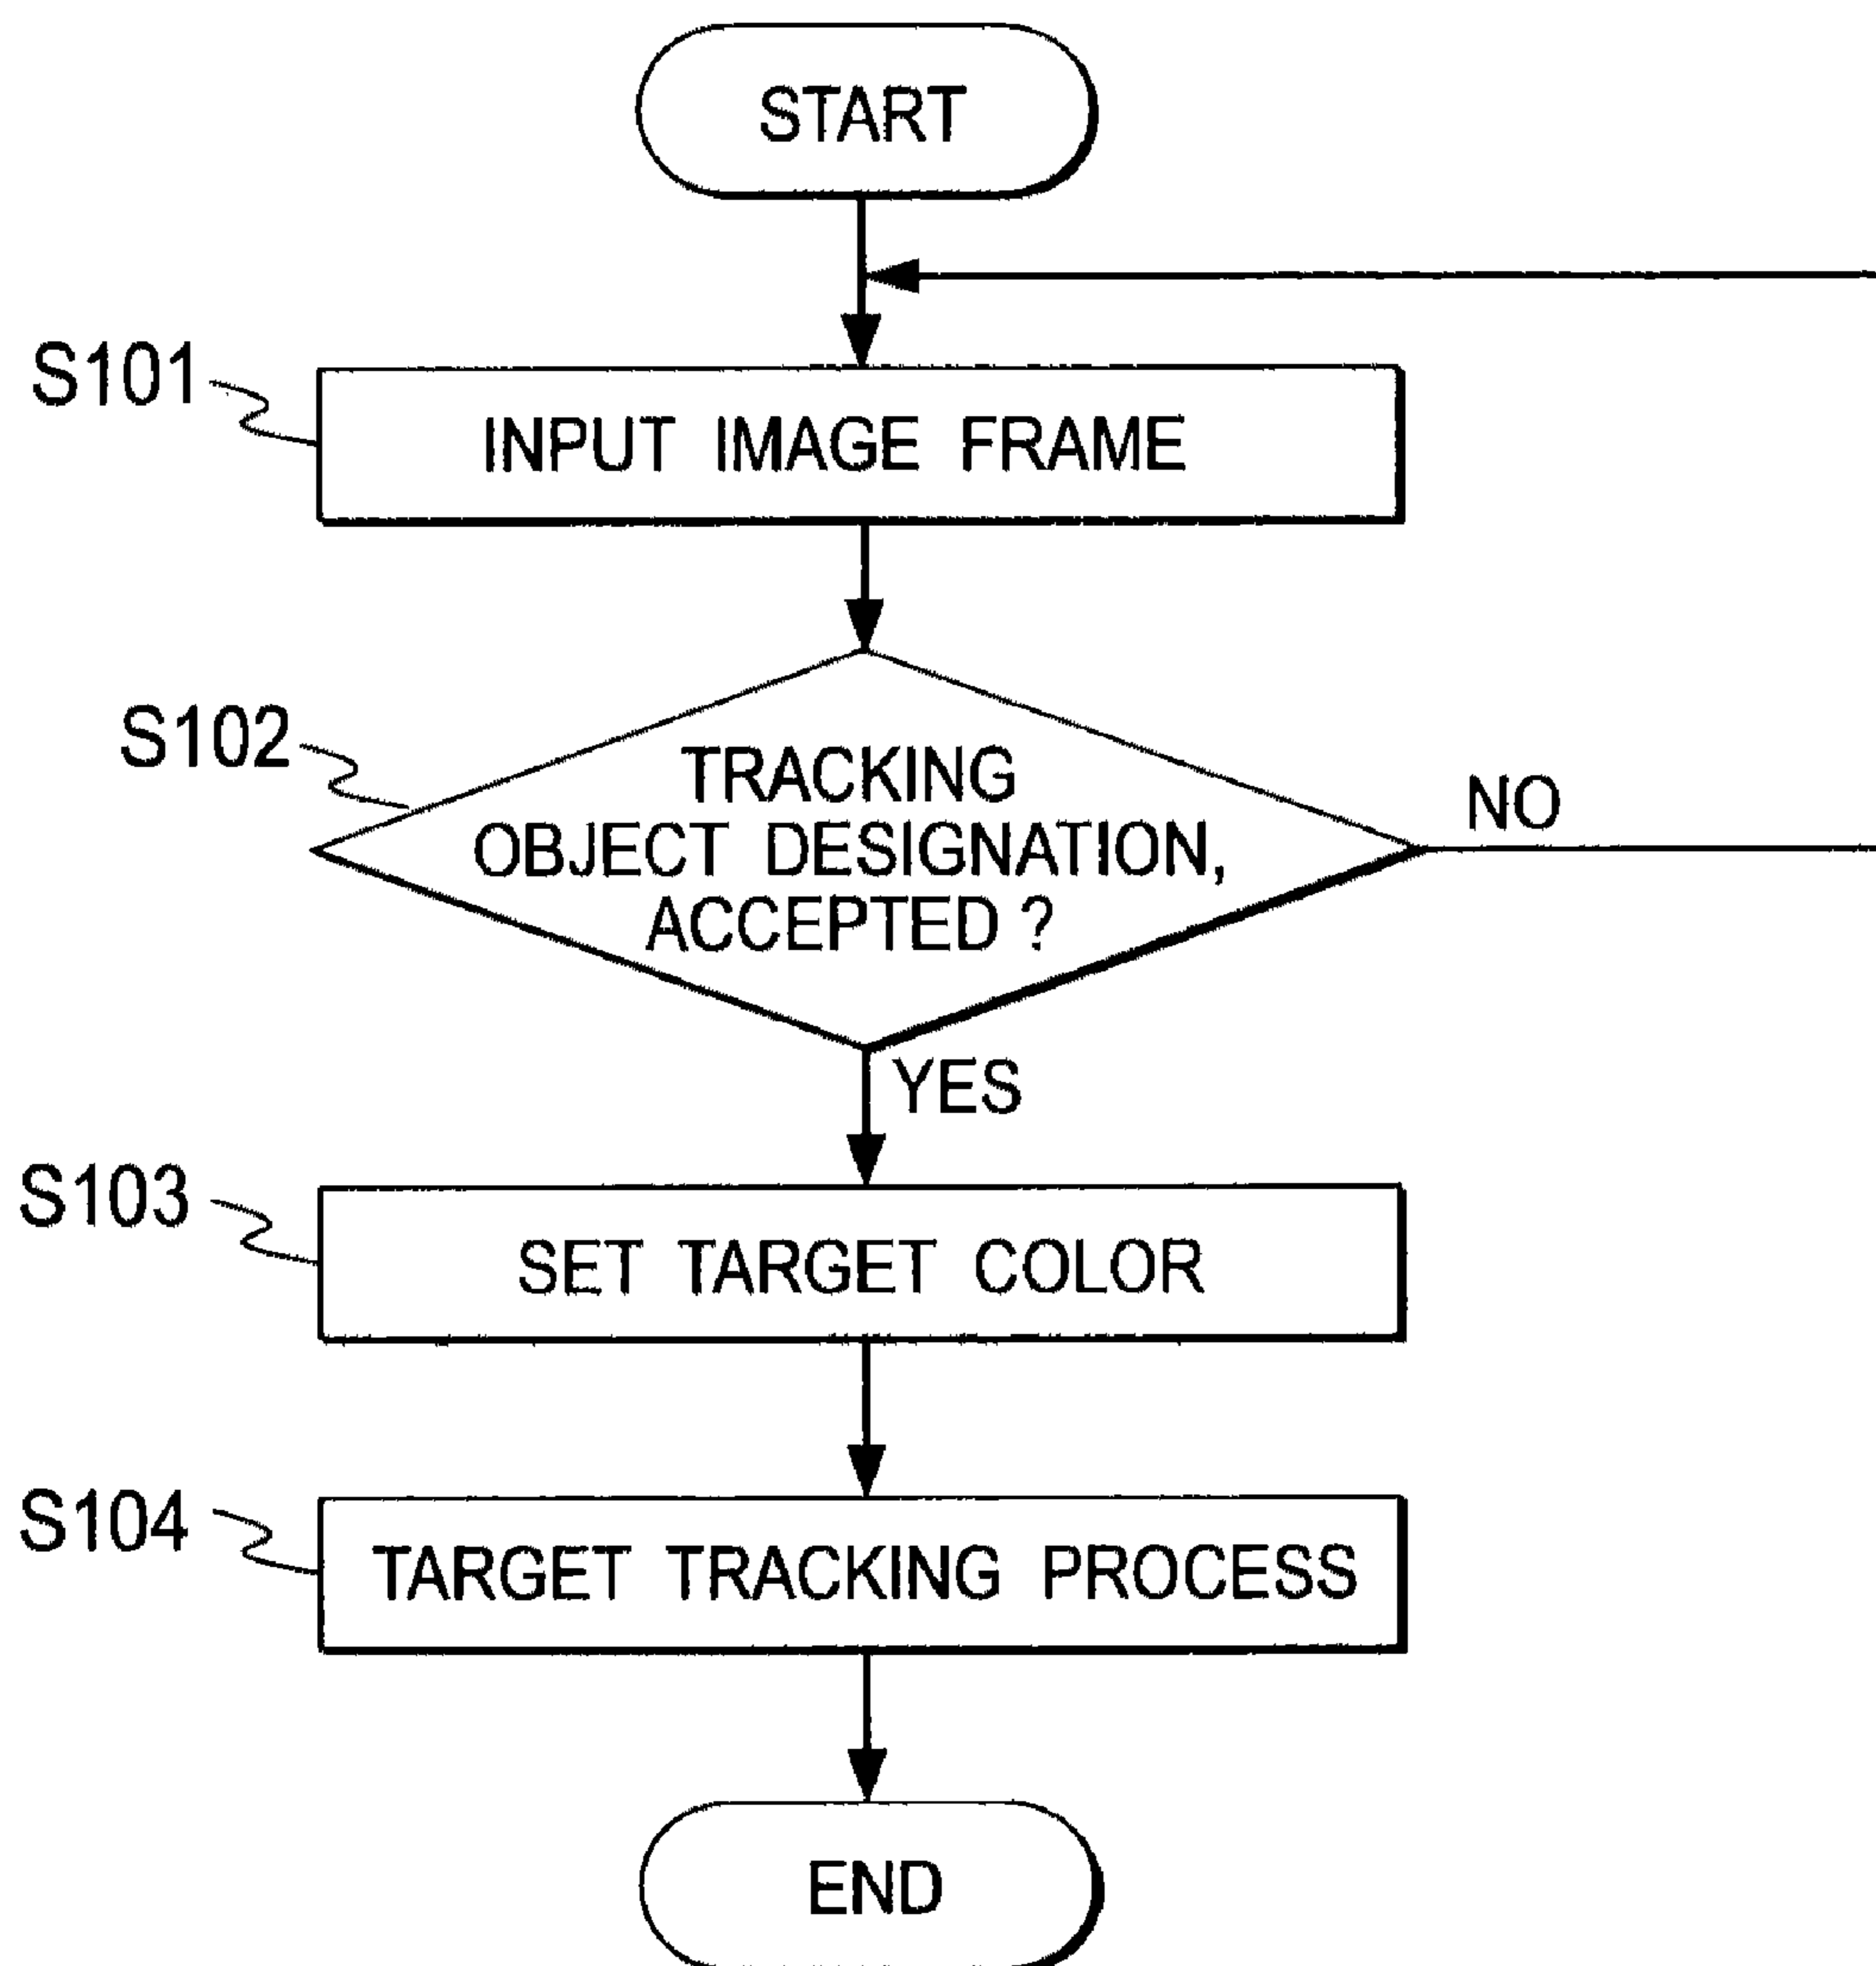 START
S101
INPUT IMAGE FRAME
S102
TRACKING
OBJECT DESIGNATION,
ACCEPTED ?
NO
YES
S103
SET TARGET COLOR
S104
TARGET TRACKING PROCESS
END